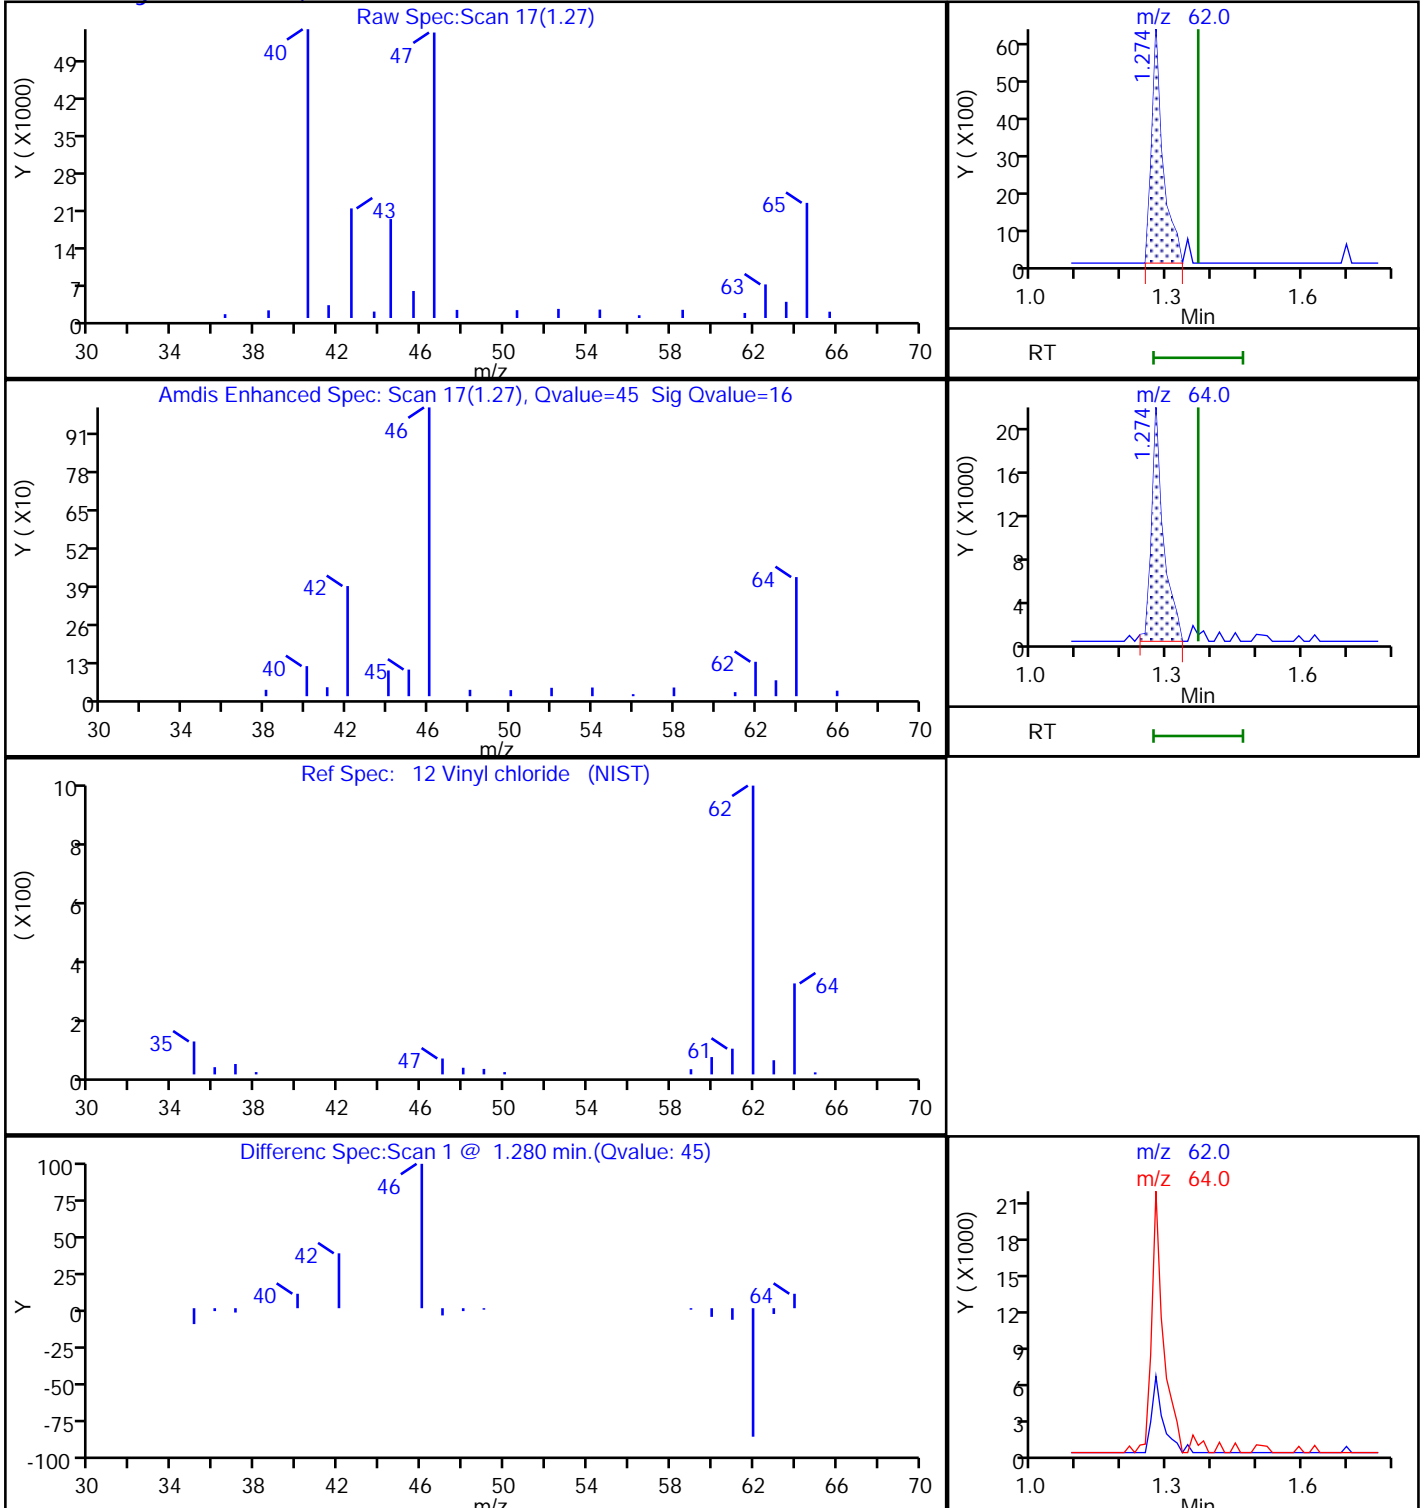 Raw Spec:Scan 17(1.27)
Y ( X1000)
49
42
35
28
21
14
7
0
40
47
43
65
63
30 34 38 42 46 50 54 58 62 66 70
m/z
m/z 62.0
Y ( X100)
60
50
40
30
20
10
0
1.274
1.0 1.3 1.6
Min
RT
Amdis Enhanced Spec: Scan 17(1.27), Qvalue=45 Sig Qvalue=16
Y ( X10)
91
78
65
52
39
26
13
0
46
42
64
40
45
62
30 34 38 42 46 50 54 58 62 66 70
m/z
m/z 64.0
Y ( X1000)
20
16
12
8
4
0
1.274
1.0 1.3 1.6
Min
RT
Ref Spec: 12 Vinyl chloride (NIST)
( X100)
10
8
6
4
2
0
62
64
35
47
61
30 34 38 42 46 50 54 58 62 66 70
Differenc Spec:Scan 1 @ 1.280 min.(Qvalue: 45)
Y
100
75
50
25
0
-25
-50
-75
-100
46
42
40
64
30 34 38 42 46 50 54 58 62 66 70
m/z
m/z 62.0
m/z 64.0
Y ( X1000)
21
18
15
12
9
6
3
0
1.0 1.3 1.6
Min